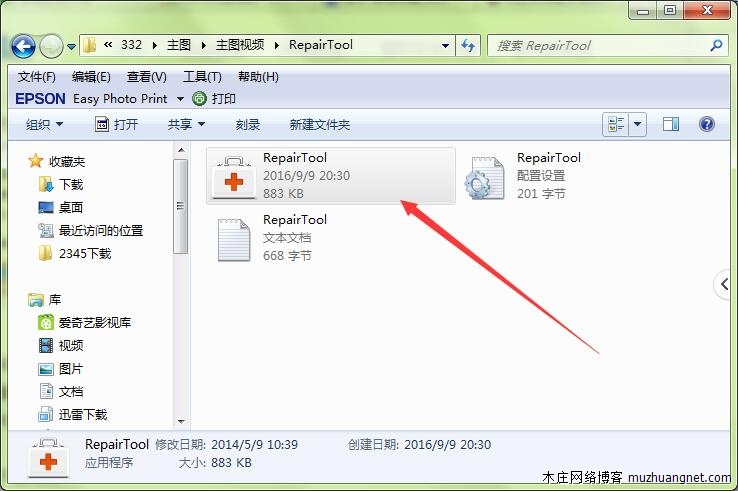 332 主图 主图视频 RepairTool
搜索 RepairTool
文件(F) 编辑(E) 查看(V) 工具(T) 帮助(H)
EPSON Easy Photo Print 打印
组织 打开 共享 刻录 新建文件夹
收藏夹
下载
桌面
最近访问的位置
2345下载
库
爱奇艺影视库
视频
图片
文档
迅雷下载
RepairTool
2016/9/9 20:30
883 KB
RepairTool
配置设置
201 字节
RepairTool
文本文档
668 字节
RepairTool 修改日期: 2014/5/9 10:39 创建日期: 2016/9/9 20:30
应用程序 大小: 883 KB
木庄网络博客 muzhuangnet.com